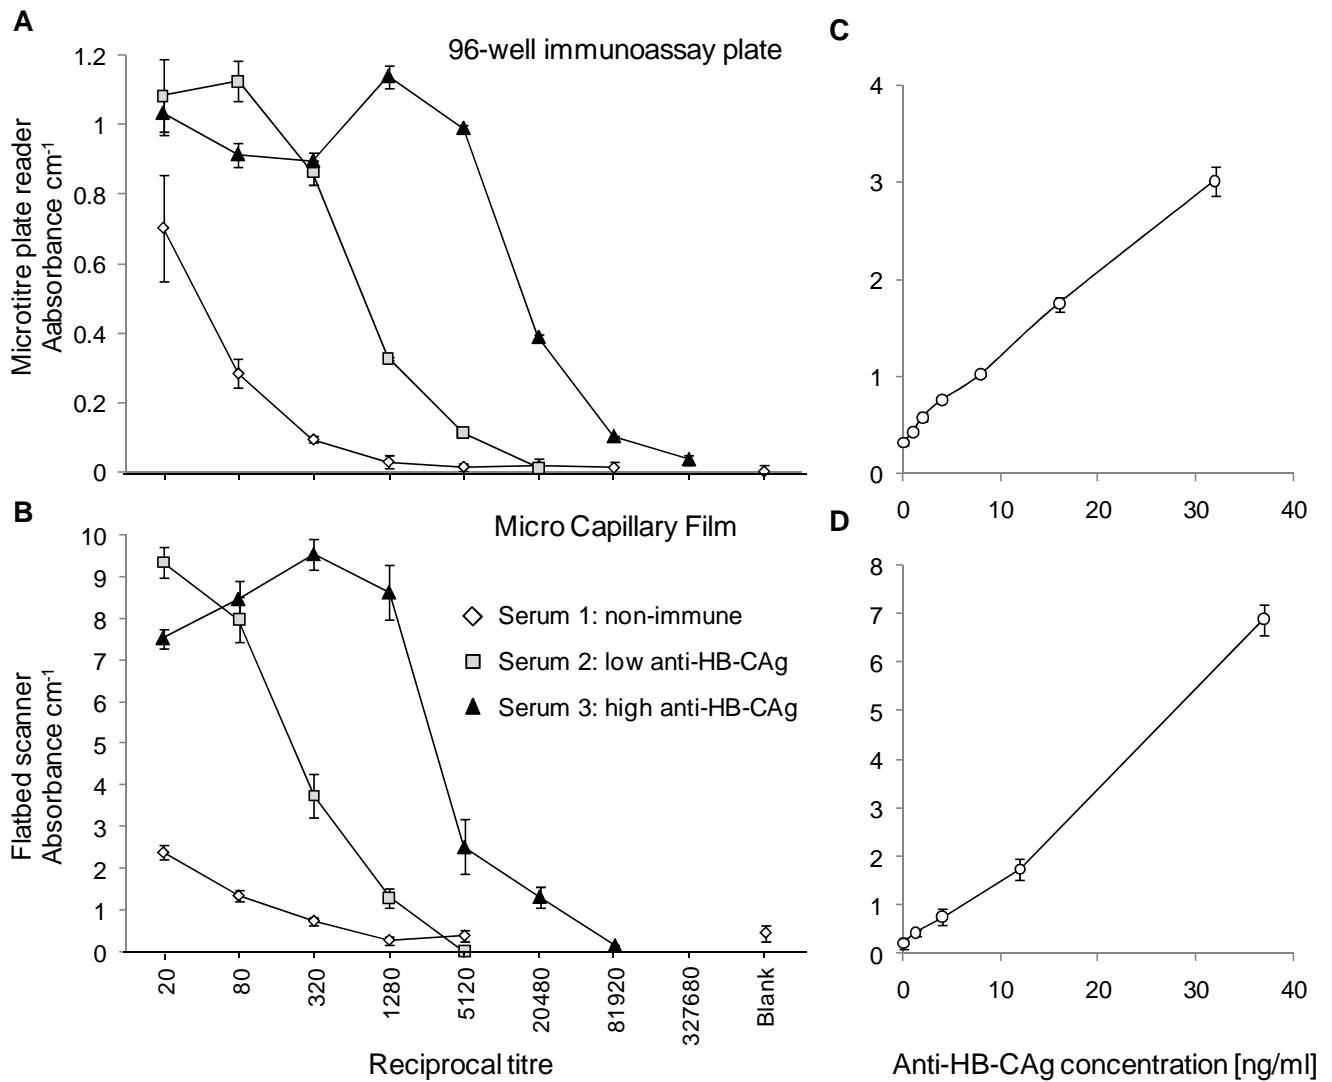 A
96-well immunoassay plate
Microtitre plate reader
Aabsorbance cm-1
1.2
1
0.8
0.6
0.4
0.2
0
B
Micro Capillary Film
Flatbed scanner
Absorbance cm-1
10
9
8
7
6
5
4
3
2
1
0
Serum 1: non-immune
Serum 2: low anti-HB-CAg
Serum 3: high anti-HB-CAg
20
80
320
1280
5120
20480
81920
327680
Blank
Reciprocal titre
C
4
3
2
1
0
0 10 20 30 40
D
8
7
6
5
4
3
2
1
0
0 10 20 30 40
Anti-HB-CAg concentration [ng/ml]